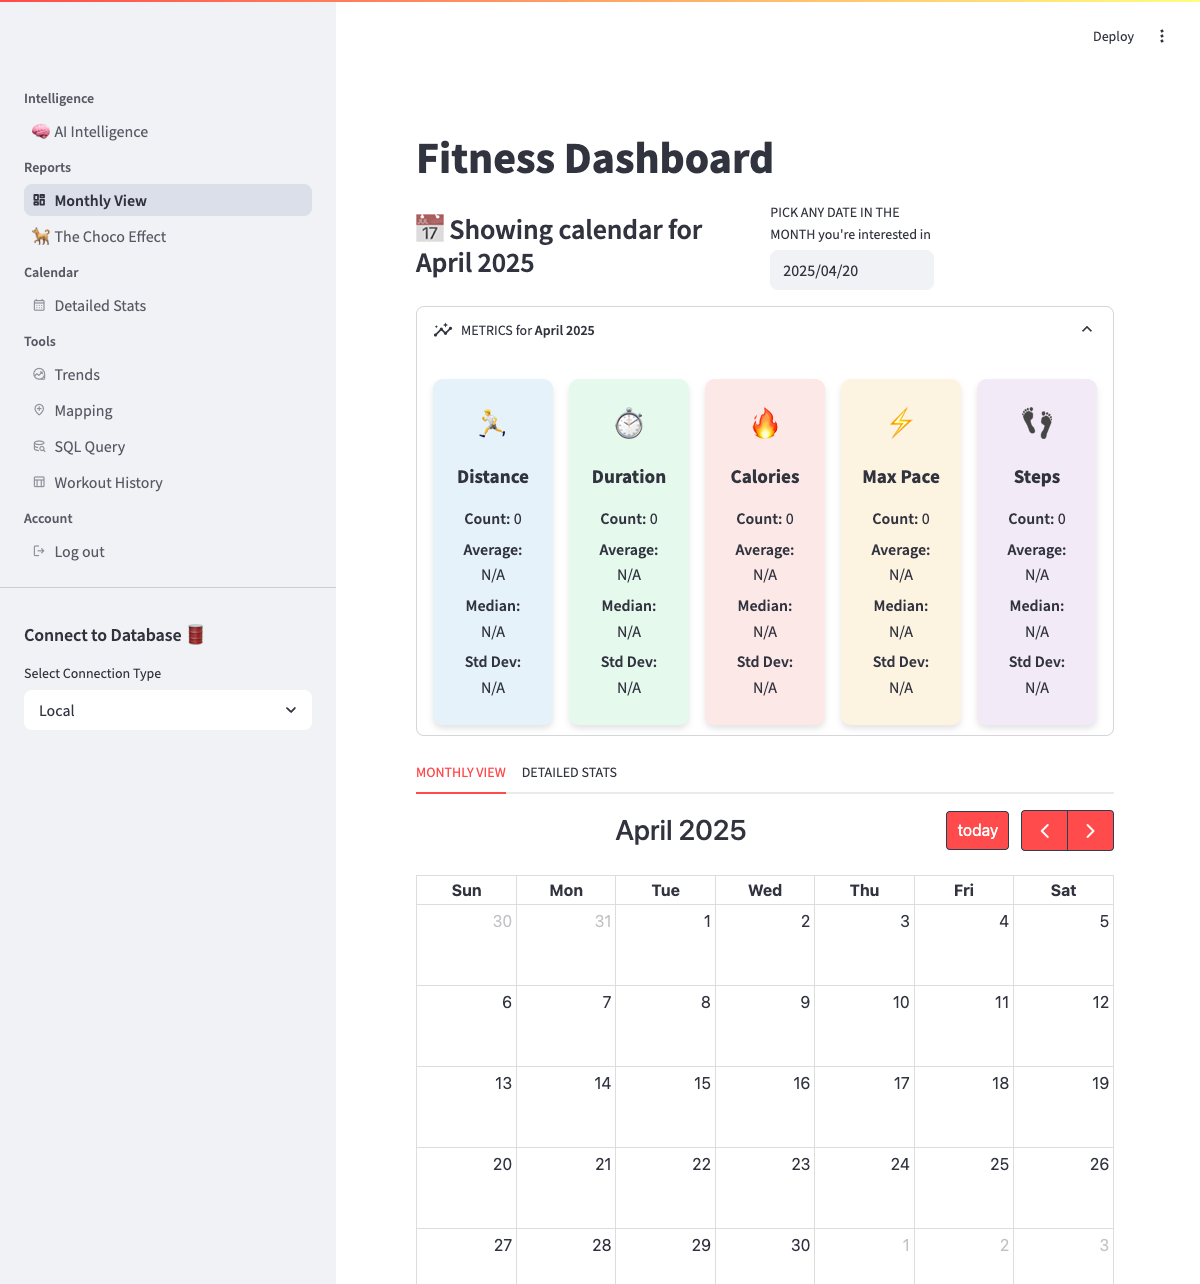 Deploy
Intelligence
AI Intelligence
Reports
Monthly View
The Choco Effect
Calendar
Detailed Stats
Tools
Trends
Mapping
SQL Query
Workout History
Account
Log out
Connect to Database
Select Connection Type
Local
Fitness Dashboard
17 Showing calendar for
April 2025
PICK ANY DATE IN THE
MONTH you're interested in
2025/04/20
METRICS for April 2025
Distance
Count: 0
Average:
N/A
Median:
N/A
Std Dev:
N/A
Duration
Count: 0
Average:
N/A
Median:
N/A
Std Dev:
N/A
Calories
Count: 0
Average:
N/A
Median:
N/A
Std Dev:
N/A
Max Pace
Count: 0
Average:
N/A
Median:
N/A
Std Dev:
N/A
Steps
Count: 0
Average:
N/A
Median:
N/A
Std Dev:
N/A
MONTHLY VIEW DETAILED STATS
April 2025
today
Sun Mon Tue Wed Thu Fri Sat
30 31 1 2 3 4 5
6 7 8 9 10 11 12
13 14 15 16 17 18 19
20 21 22 23 24 25 26
27 28 29 30 1 2 3